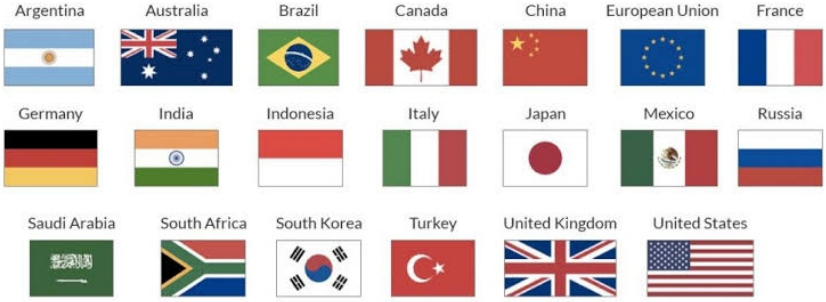 Argentina Australia Brazil Canada China European Union France
Germany India Indonesia Italy Japan Mexico Russia
Saudi Arabia South Africa South Korea Turkey United Kingdom United States